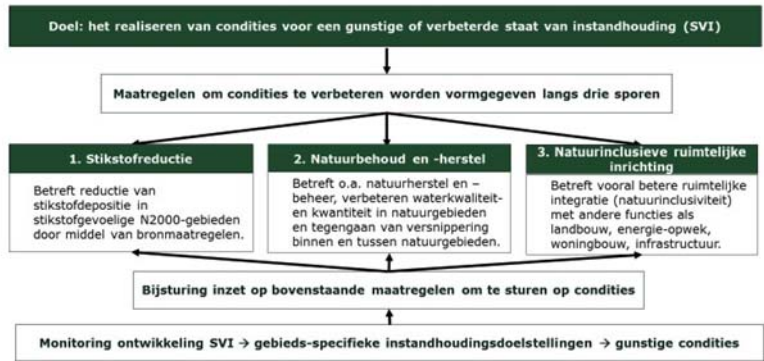 Doel: het realiseren van condities voor een gunstige of verbeterde staat van instandhouding (SVI)
Maatregelen om condities te verbeteren worden vormgegeven langs drie sporen
1. Stikstofreductie
Betreft reductie van
stikstofdepositie in
stikstofgevoelige N2000-gebieden
door middel van bronmaatregelen.
2. Natuurbehoud en -herstel
Betreft o.a. natuurherstel en –
beheer, verbeteren waterkwaliteit-
en kwantiteit in natuurgebieden
en tegengaan van versnippering
binnen en tussen natuurgebieden.
3. Natuurinclusieve ruimtelijke
inrichting
Betreft vooral betere ruimtelijke
integratie (natuurinclusiviteit)
met andere functies als
landbouw, energie-opwek,
woningbouw, infrastructuur.
Bijsturing inzet op bovenstaande maatregelen om te sturen op condities
Monitoring ontwikkeling SVI → gebieds-specifieke instandhoudingsdoelstellingen → gunstige condities